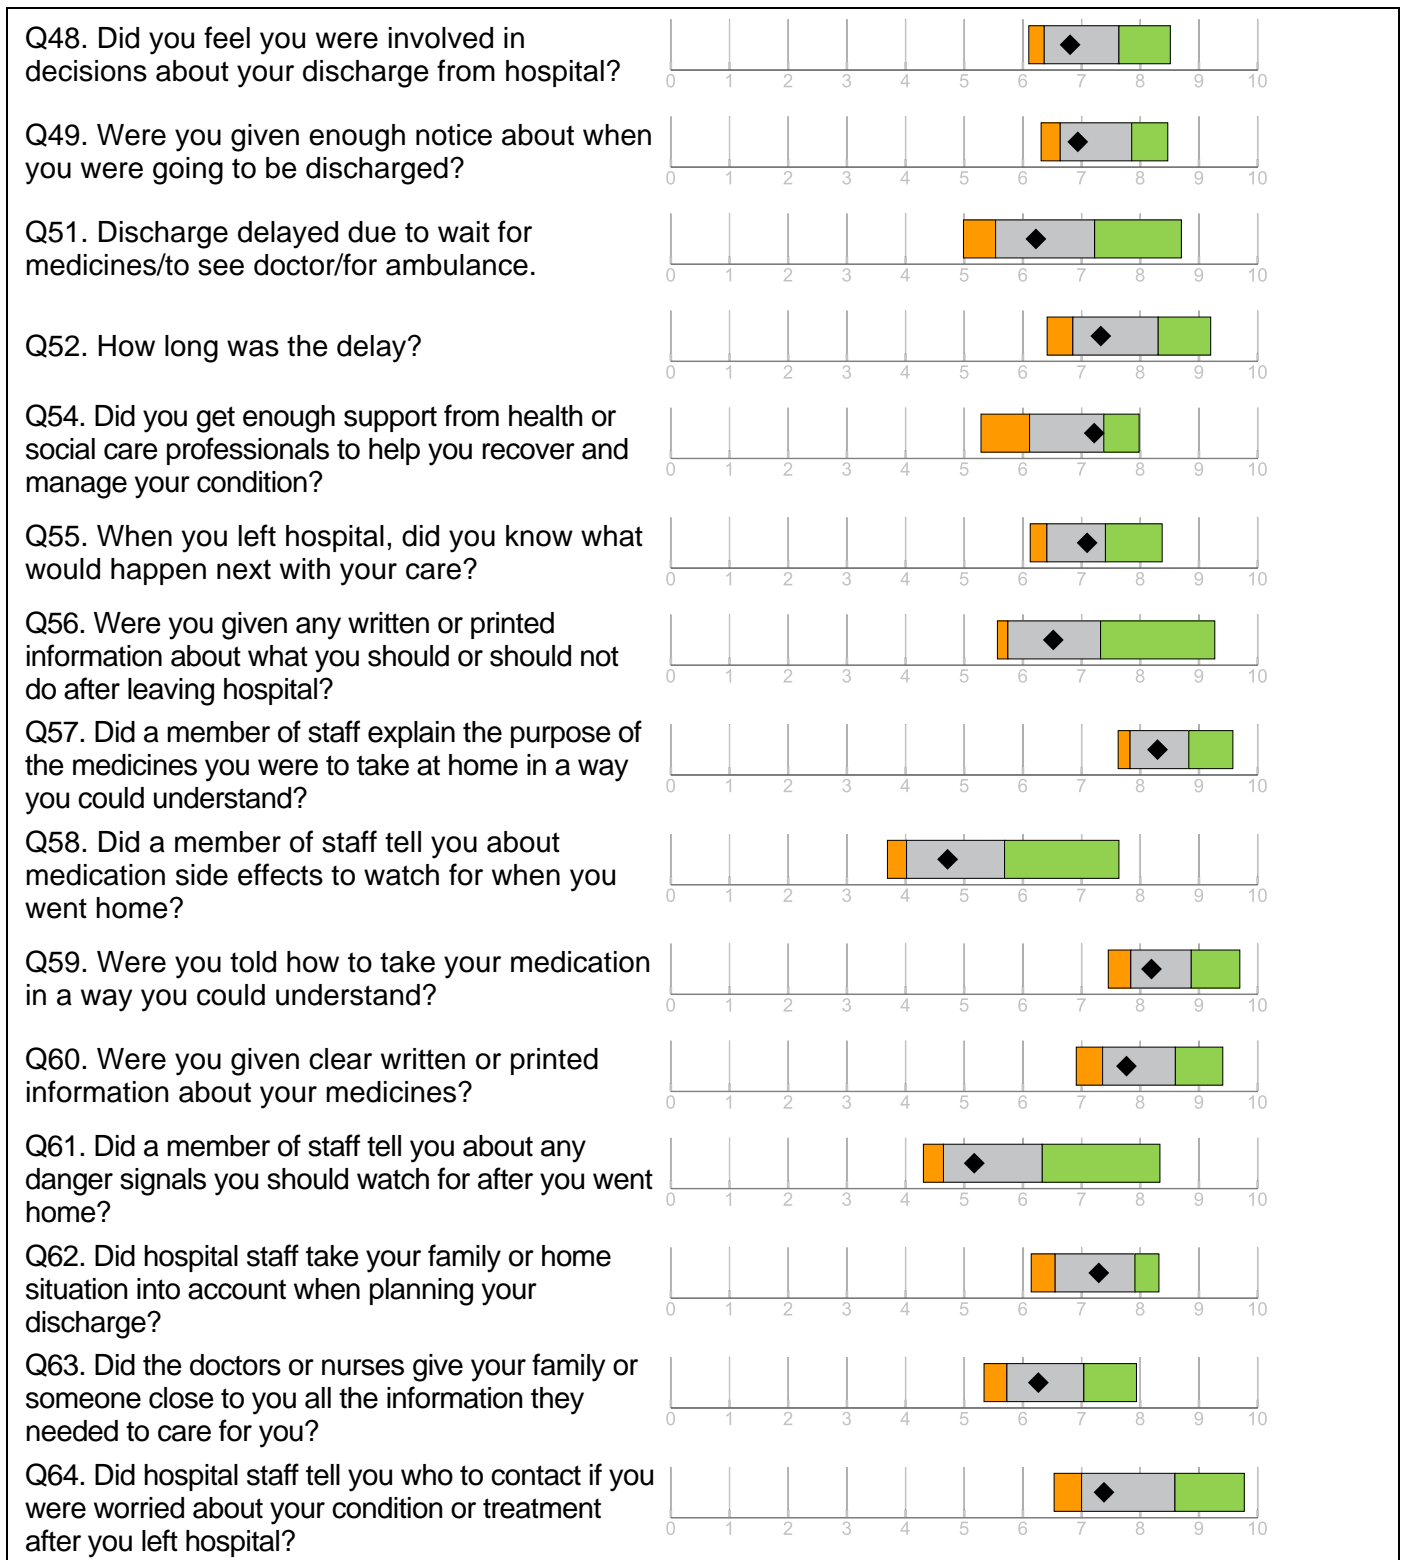 Q48. Did you feel you were involved in
decisions about your discharge from hospital?
0 1 2 3 4 5 6 7 8 9 10
Q49. Were you given enough notice about when
you were going to be discharged?
0 1 2 3 4 5 6 7 8 9 10
Q51. Discharge delayed due to wait for
medicines/to see doctor/for ambulance.
0 1 2 3 4 5 6 7 8 9 10
Q52. How long was the delay?
0 1 2 3 4 5 6 7 8 9 10
Q54. Did you get enough support from health or
social care professionals to help you recover and
manage your condition?
0 1 2 3 4 5 6 7 8 9 10
Q55. When you left hospital, did you know what
would happen next with your care?
0 1 2 3 4 5 6 7 8 9 10
Q56. Were you given any written or printed
information about what you should or should not
do after leaving hospital?
0 1 2 3 4 5 6 7 8 9 10
Q57. Did a member of staff explain the purpose of
the medicines you were to take at home in a way
you could understand?
0 1 2 3 4 5 6 7 8 9 10
Q58. Did a member of staff tell you about
medication side effects to watch for when you
went home?
0 1 2 3 4 5 6 7 8 9 10
Q59. Were you told how to take your medication
in a way you could understand?
0 1 2 3 4 5 6 7 8 9 10
Q60. Were you given clear written or printed
information about your medicines?
0 1 2 3 4 5 6 7 8 9 10
Q61. Did a member of staff tell you about any
danger signals you should watch for after you went
home?
0 1 2 3 4 5 6 7 8 9 10
Q62. Did hospital staff take your family or home
situation into account when planning your
discharge?
0 1 2 3 4 5 6 7 8 9 10
Q63. Did the doctors or nurses give your family or
someone close to you all the information they
needed to care for you?
0 1 2 3 4 5 6 7 8 9 10
Q64. Did hospital staff tell you who to contact if you
were worried about your condition or treatment
after you left hospital?
0 1 2 3 4 5 6 7 8 9 10